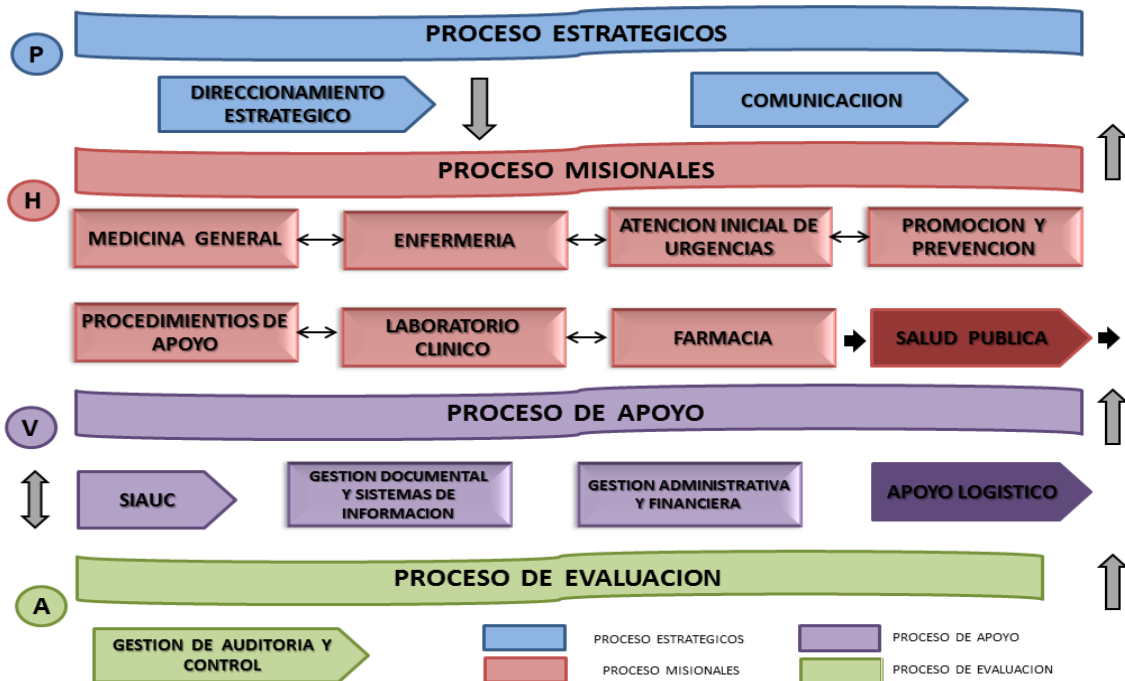 P
PROCESO ESTRATEGICOS
DIRECCIONAMIENTO
ESTRATEGICO
COMUNICACIION
H
PROCESO MISIONALES
MEDICINA GENERAL
ENFERMERIA
ATENCION INICIAL DE
URGENCIAS
PROMOCION Y
PREVENCION
PROCEDIMIENTIOS DE
APOYO
LABORATORIO
CLINICO
FARMACIA
SALUD PUBLICA
V
PROCESO DE APOYO
SIAUC
GESTION DOCUMENTAL
Y SISTEMAS DE
INFORMACION
GESTION ADMINISTRATIVA
Y FINANCIERA
APOYO LOGISTICO
A
PROCESO DE EVALUACION
GESTION DE AUDITORIA Y
CONTROL
PROCESO ESTRATEGICOS
PROCESO DE APOYO
PROCESO MISIONALES
PROCESO DE EVALUACION